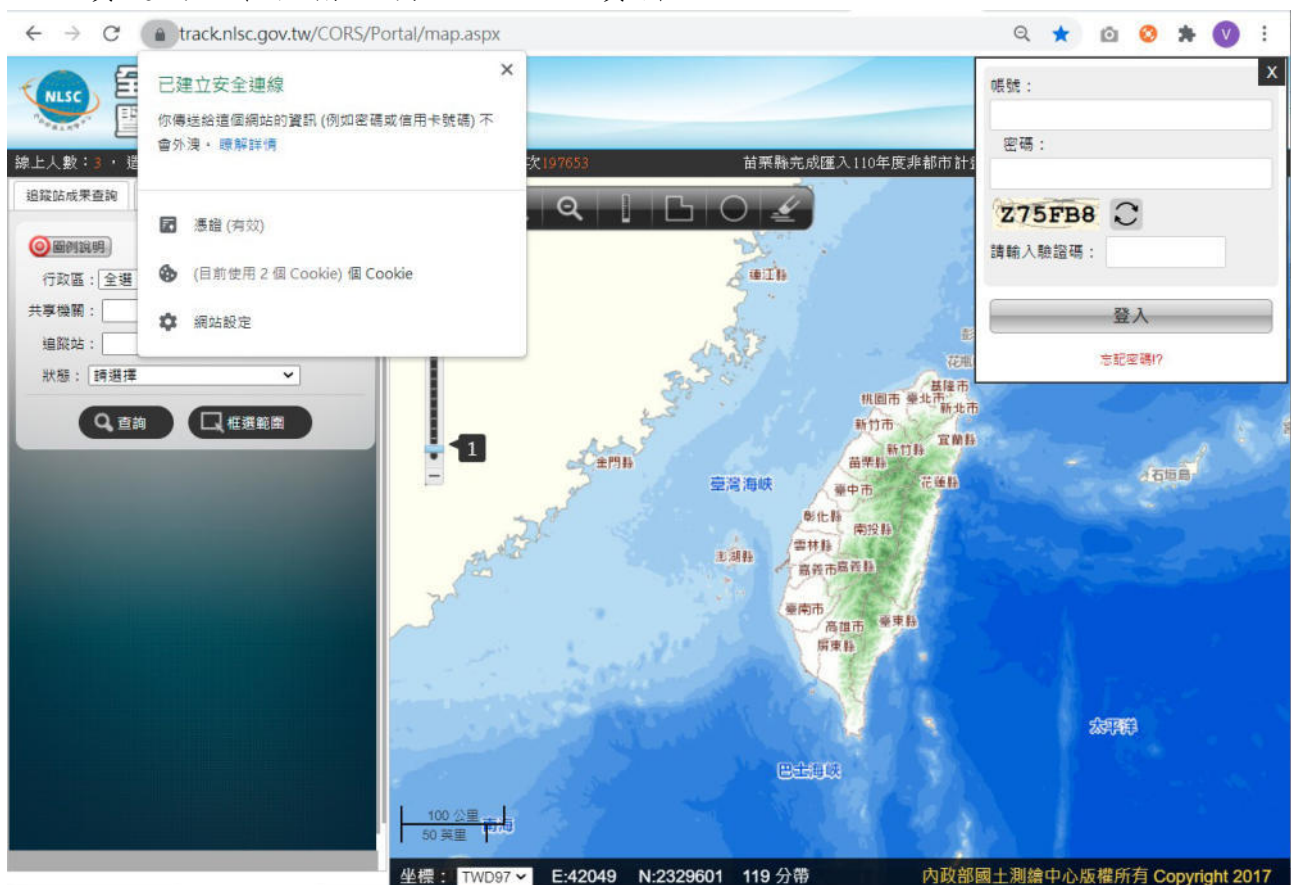 track.nlsc.gov.tw/CORS/Portal/map.aspx
V
已建立安全連線
你傳送給這個網站的資訊 (例如密碼或信用卡號碼) 不
會外洩。瞭解詳情
憑證 (有效)
(目前使用 2 個 Cookie) 個 Cookie
網站設定
NLSC
線上人數:3,
次197653
苗栗縣完成匯入110年度非都市計
X
帳號:
密碼:
Z75FB8
請輸入驗證碼:
登入
忘記密碼!?
追蹤站成果查詢
圖例說明
行政區: 全選
共享機關:
追蹤站:
狀態: 請選擇
查詢
框選範圍
1
連江縣
基隆市
桃園市 臺北市
新北市
新竹市
新竹縣
宜蘭縣
苗栗縣
金門縣
臺灣海峽
臺中市
花蓮縣
石垣島
彰化縣
南投縣
雲林縣
澎湖縣
嘉義市嘉義縣
臺南市
高雄市
臺東縣
屏東縣
太平洋
巴士海峽
100 公里
50 英里
南海
坐標: TWD97 E:42049 N:2329601 119 分帶
內政部國土測繪中心版權所有 Copyright 2017